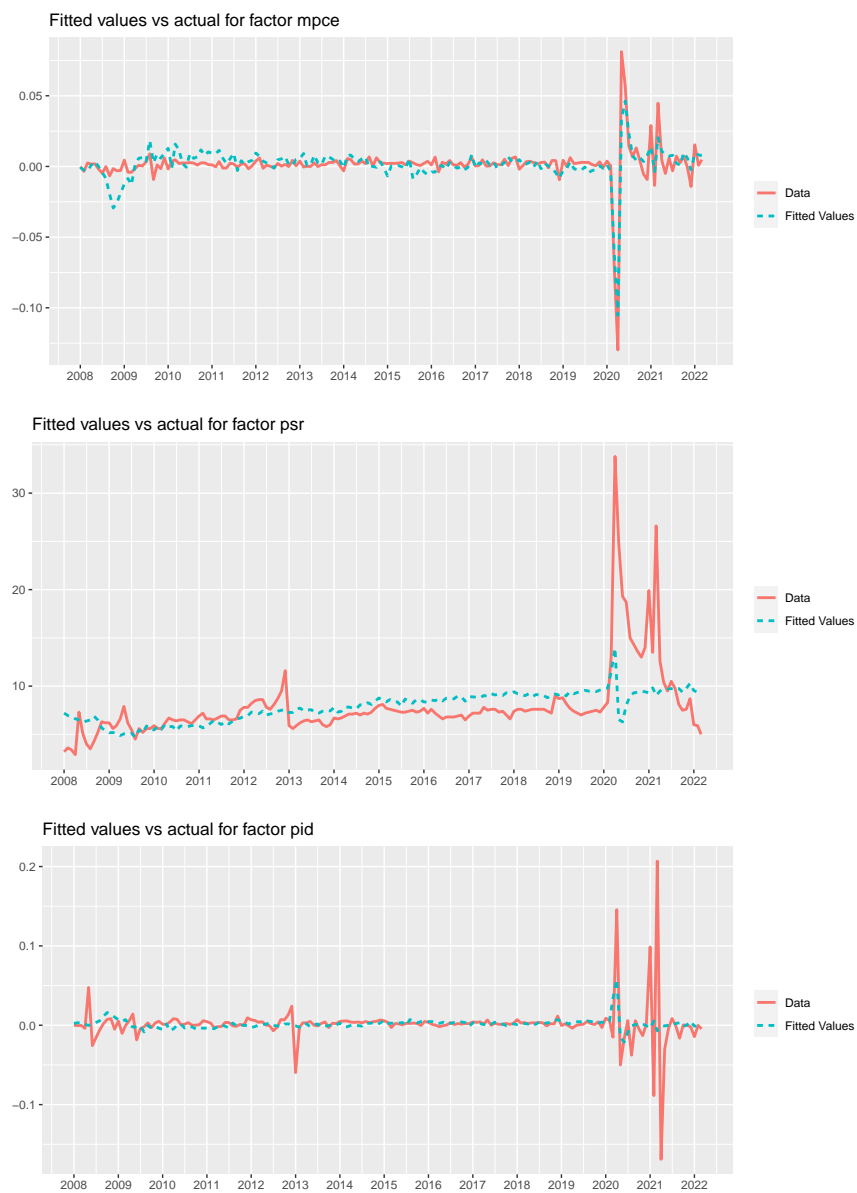 Fitted values vs actual for factor mpce
0.05
0.00
−0.05
−0.10
2008 2009 2010 2011 2012 2013 2014 2015 2016 2017 2018 2019 2020 2021 2022
Data
Fitted Values
Fitted values vs actual for factor psr
30
20
10
2008 2009 2010 2011 2012 2013 2014 2015 2016 2017 2018 2019 2020 2021 2022
Data
Fitted Values
Fitted values vs actual for factor pid
0.2
0.1
0.0
−0.1
2008 2009 2010 2011 2012 2013 2014 2015 2016 2017 2018 2019 2020 2021 2022
Data
Fitted Values